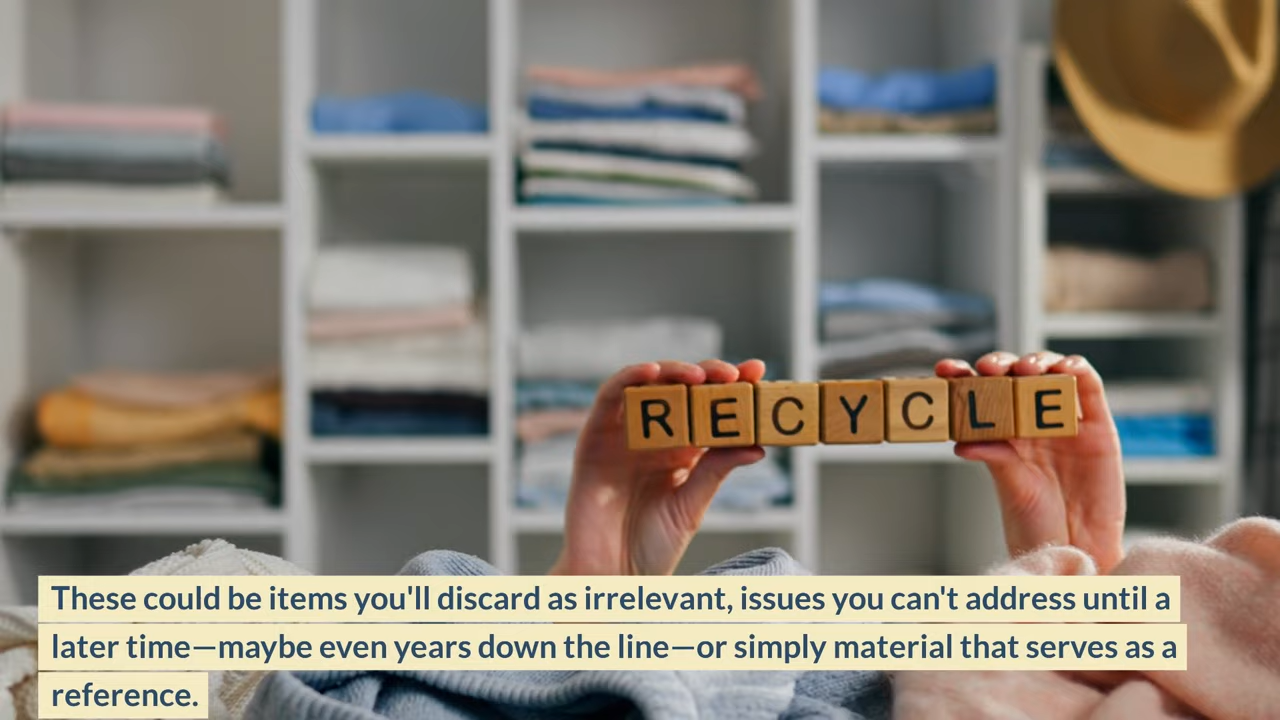 RECYCLE
These could be items you'll discard as irrelevant, issues you can't address until a
later time—maybe even years down the line—or simply material that serves as a
reference.